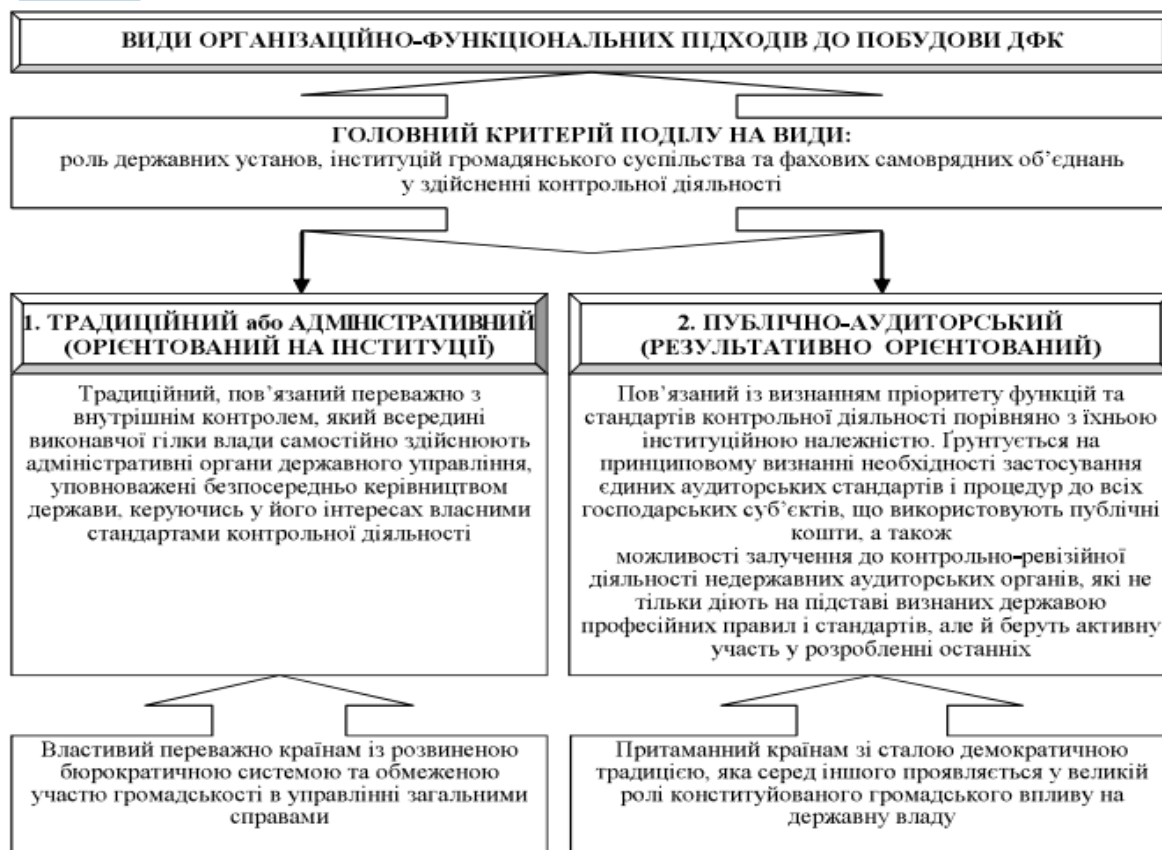 ВИДИ ОРГАНІЗАЦІЙНО-ФУНКЦІОНАЛЬНИХ ПІДХОДІВ ДО ПОБУДОВИ ДФК
ГОЛОВНИЙ КРИТЕРІЙ ПОДІЛУ НА ВИДИ:
роль державних установ, інституцій громадянського суспільства та фахових самоврядних об’єднань
у здійсненні контрольної діяльності
1. ТРАДИЦІЙНИЙ або АДМІНІСТРАТИВНИЙ
(ОРІЄНТОВАНИЙ НА ІНСТИТУЦІЇ)
Традиційний, пов’язаний переважно з
внутрішнім контролем, який всередині
виконавчої гілки влади самостійно здійснюють
адміністративні органи державного управління,
уповноважені безпосередньо керівництвом
держави, керуючись у його інтересах власними
стандартами контрольної діяльності
Властивий переважно країнам із розвиненою
бюрократичною системою та обмеженою
участю громадськості в управлінні загальними
справами
2. ПУБЛІЧНО-АУДИТОРСЬКИЙ
(РЕЗУЛЬТАТИВНО ОРІЄНТОВАНИЙ)
Пов’язаний із визнанням пріоритету функцій та
стандартів контрольної діяльності порівняно з їхньою
інституційною належністю. Ґрунтується на
принциповому визнанні необхідності застосування
єдиних аудиторських стандартів і процедур до всіх
господарських суб’єктів, що використовують публічні
кошти, а також
можливості залучення до контрольно-ревізійної
діяльності недержавних аудиторських органів, які не
тільки діють на підставі визнаних державою
професійних правил і стандартів, але й беруть активну
участь у розробленні останніх
Притаманний країнам зі сталою демократичною
традицією, яка серед іншого проявляється у великій
ролі конституйованого громадського впливу на
державну владу